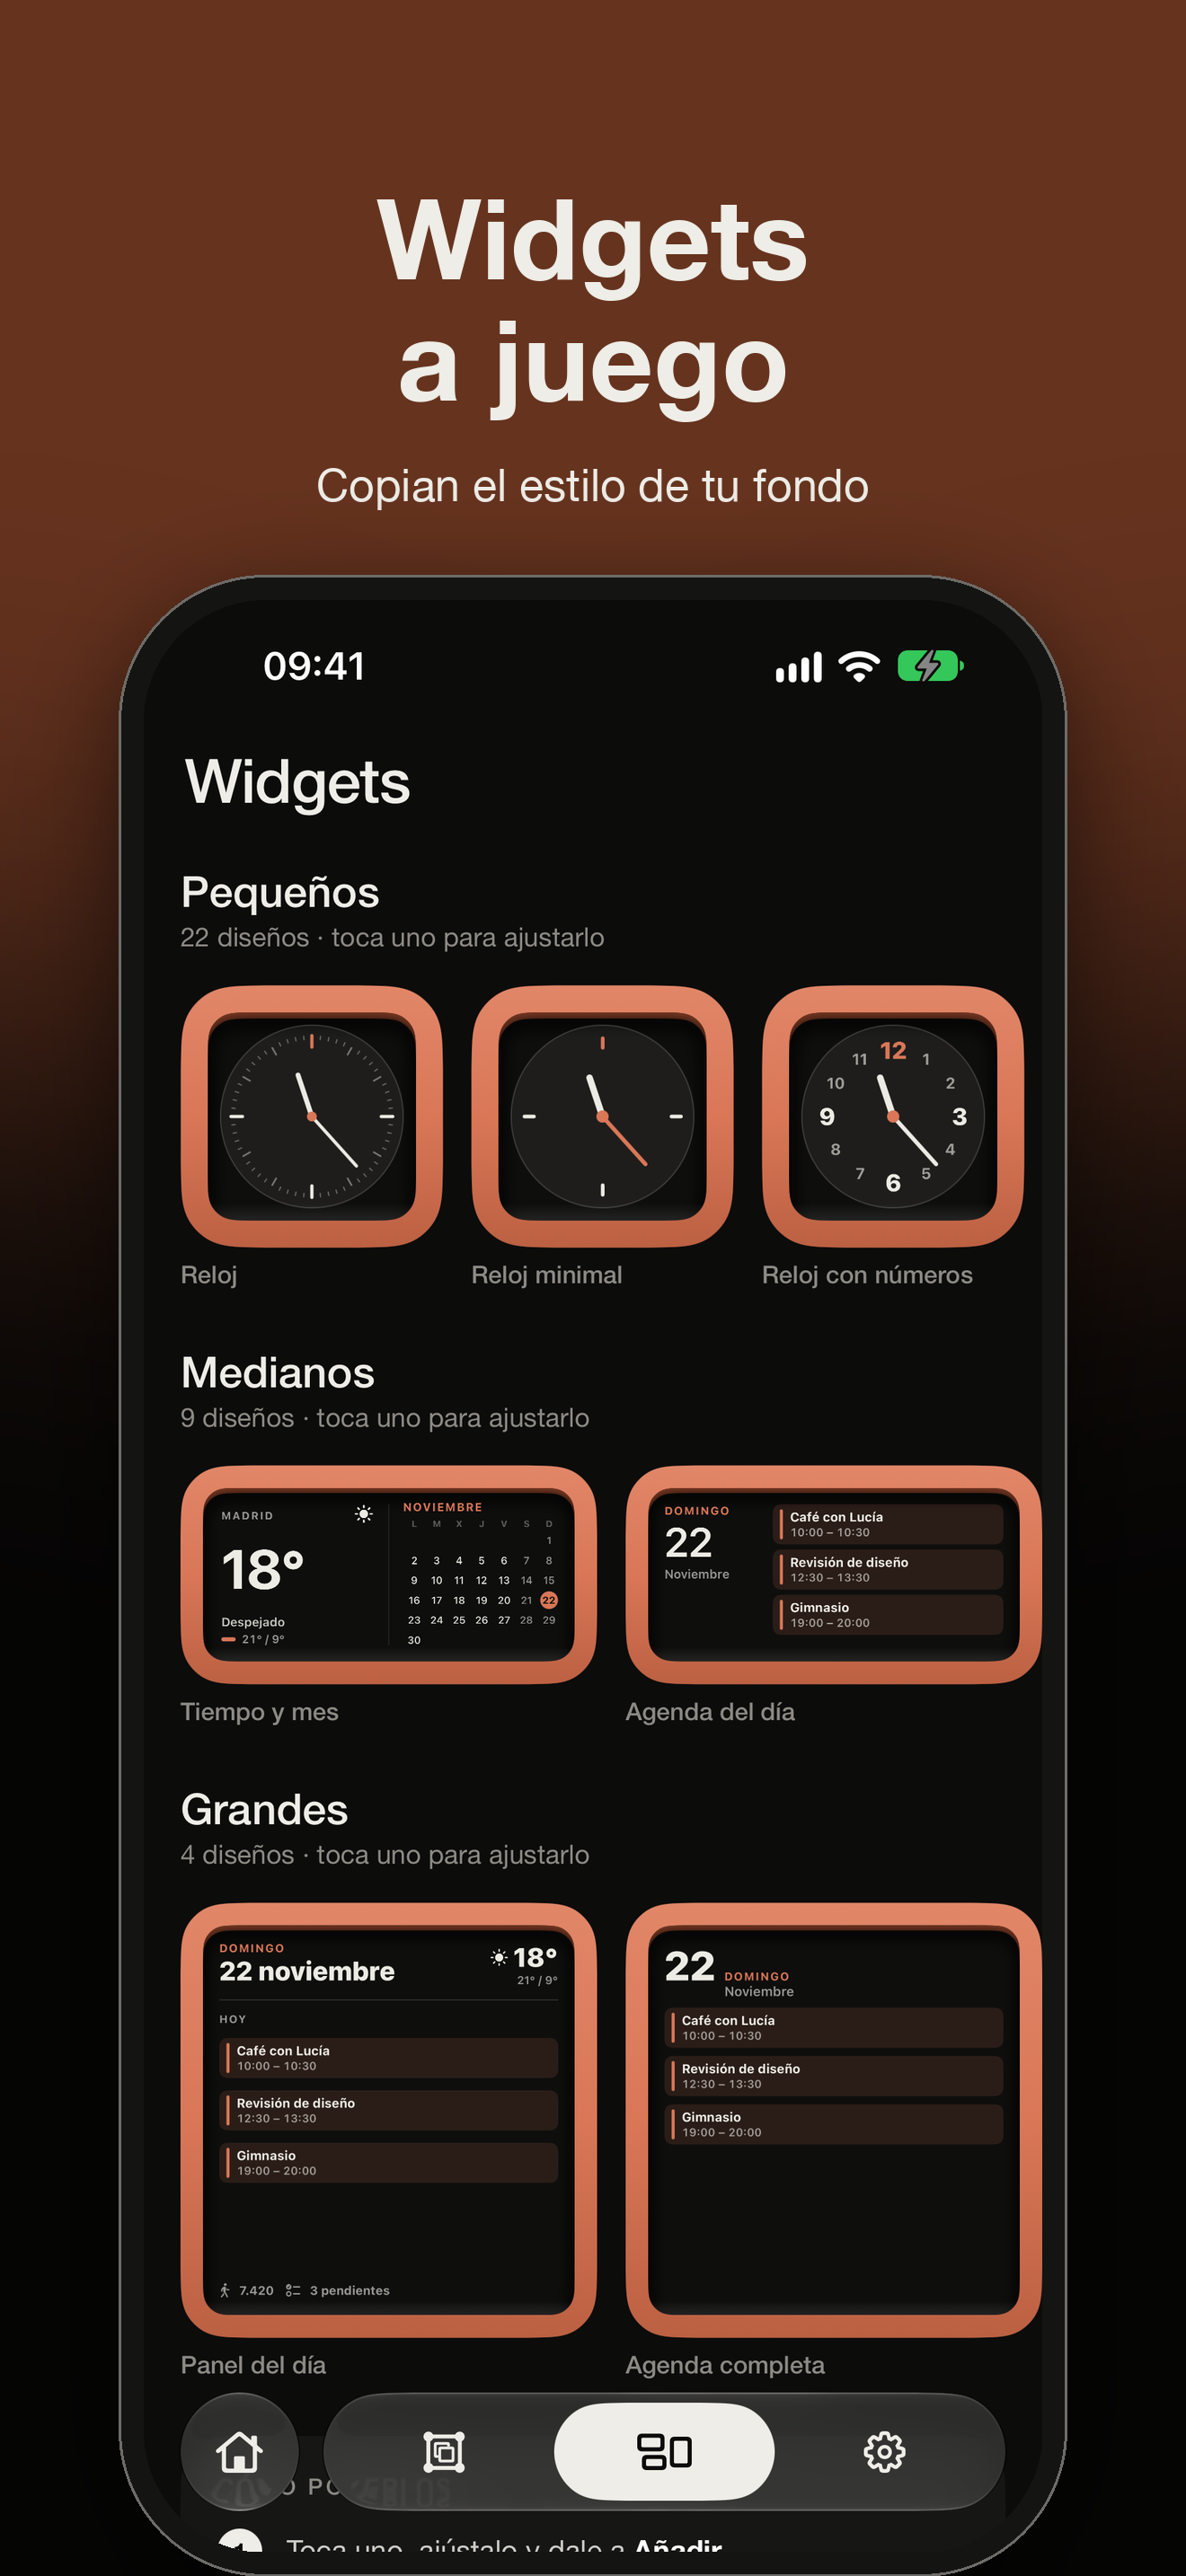 Widgets
a juego
Copian el estilo de tu fondo
09:41
Widgets
Pequeños
22 diseños · toca uno para ajustarlo
12
11 1
10 2
9 3
8 4
7 5
6
Reloj
Reloj minimal
Reloj con números
Medianos
9 diseños · toca uno para ajustarlo
MADRID
18°
Despejado
21° / 9°
NOVIEMBRE
L M X J V S D
1
2 3 4 5 6 7 8
9 10 11 12 13 14 15
16 17 18 19 20 21 22
23 24 25 26 27 28 29
30
DOMINGO
22
Noviembre
Café con Lucía
10:00 – 10:30
Revisión de diseño
12:30 – 13:30
Gimnasio
19:00 – 20:00
Tiempo y mes
Agenda del día
Grandes
4 diseños · toca uno para ajustarlo
DOMINGO
22 noviembre
18°
21° / 9°
HOY
Café con Lucía
10:00 – 10:30
Revisión de diseño
12:30 – 13:30
Gimnasio
19:00 – 20:00
7.420
3 pendientes
22
DOMINGO
Noviembre
Café con Lucía
10:00 – 10:30
Revisión de diseño
12:30 – 13:30
Gimnasio
19:00 – 20:00
Panel del día
Agenda completa
Toca uno, ajústalo y dale a Añadir